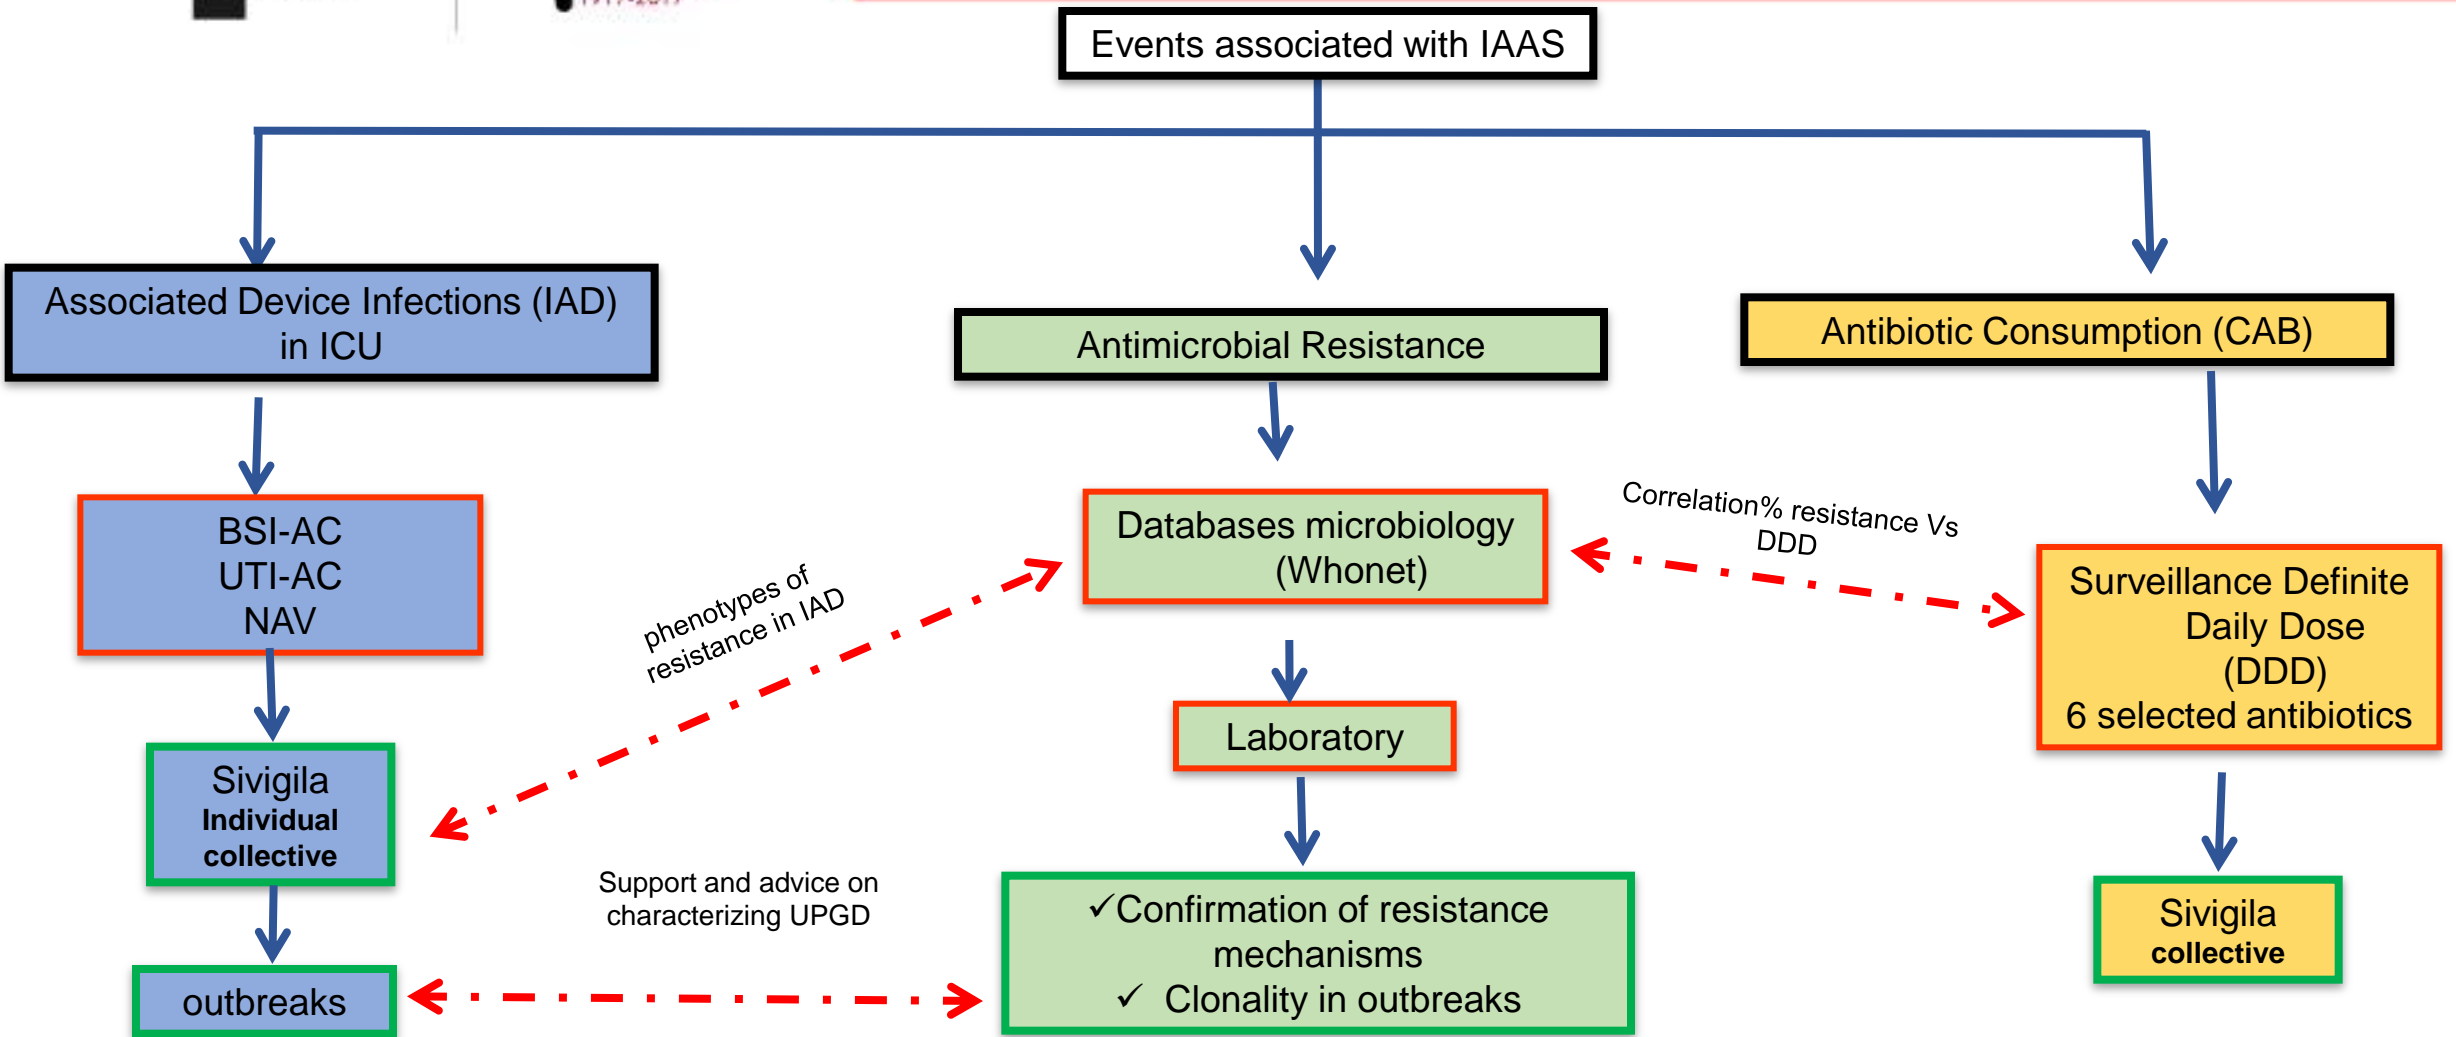 Events associated with IAAS
Associated Device Infections (IAD)
in ICU
Antimicrobial Resistance
Antibiotic Consumption (CAB)
BSI-AC
UTI-AC
NAV
Databases microbiology
(Whonet)
Correlation% resistance Vs
DDD
Surveillance Definite
Daily Dose
(DDD)
6 selected antibiotics
phenotypes of
resistance in IAD
Laboratory
Sivigila
Individual
collective
Support and advice on
characterizing UPGD
✓Confirmation of resistance
mechanisms
✓ Clonality in outbreaks
Sivigila
collective
outbreaks